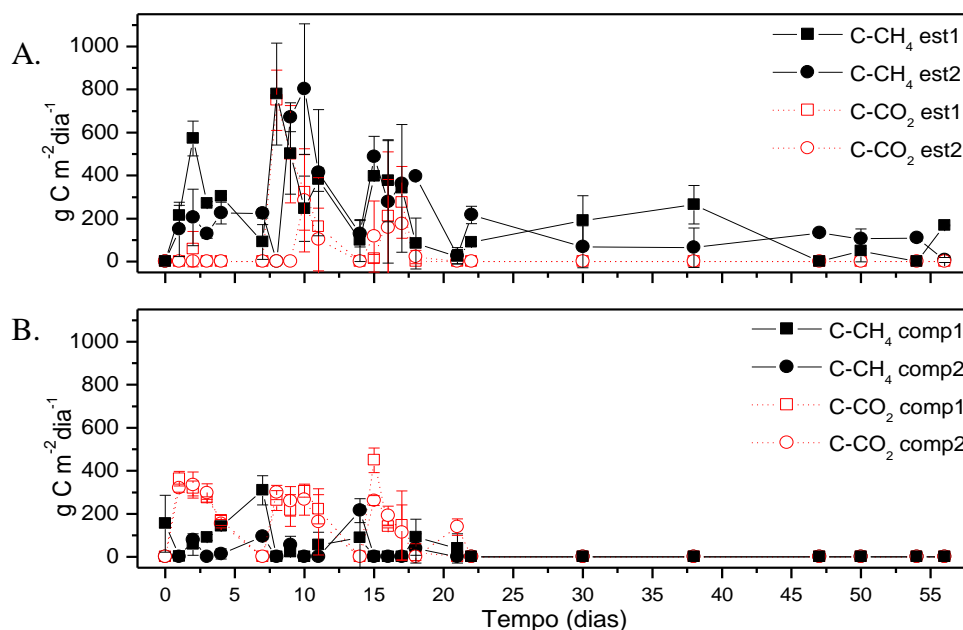 A.
g C m⁻²dia⁻¹
1000
800
600
400
200
0
C-CH₄ est1
C-CH₄ est2
C-CO₂ est1
C-CO₂ est2
B.
g C m⁻²dia⁻¹
1000
800
600
400
200
0
C-CH₄ comp1
C-CH₄ comp2
C-CO₂ comp1
C-CO₂ comp2
0 5 10 15 20 25 30 35 40 45 50 55
Tempo (dias)